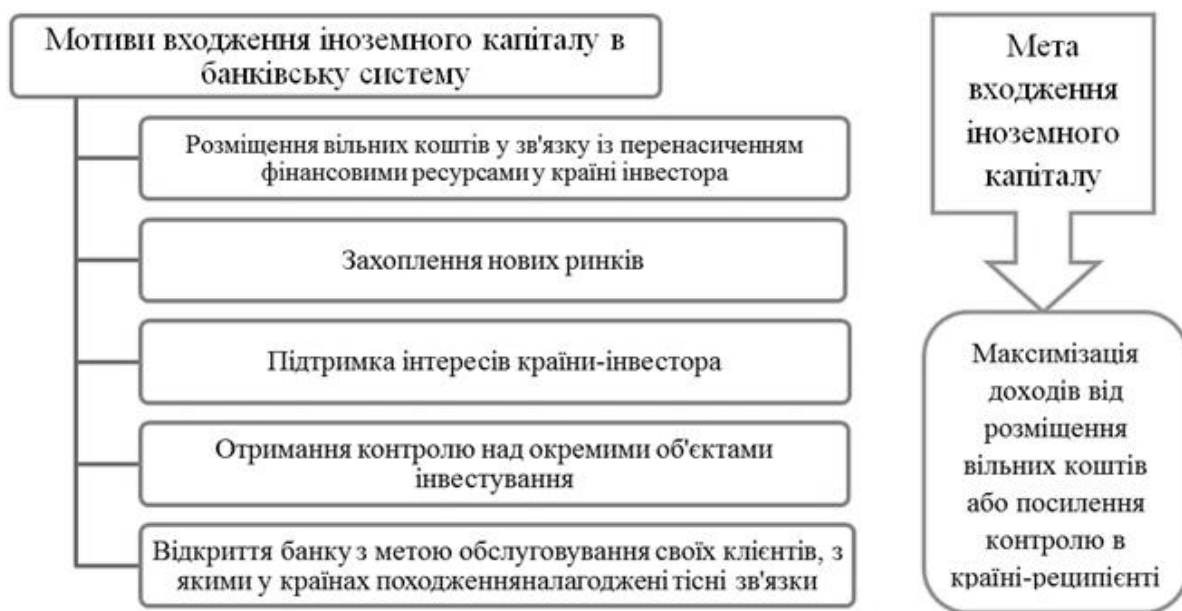 Мотиви входження іноземного капіталу в
банківську систему
Розміщення вільних коштів у зв'язку із перенасиченням
фінансовими ресурсами у країні інвестора
Захоплення нових ринків
Підтримка інтересів країни-інвестора
Отримання контролю над окремими об'єктами
інвестування
Відкриття банку з метою обслуговування своїх клієнтів, з
якими у країнах походженняналагоджені тісні зв'язки
Мета
входження
іноземного
капіталу
Максимізація
доходів від
розміщення
вільних коштів
або посилення
контролю в
країні-реципієнті